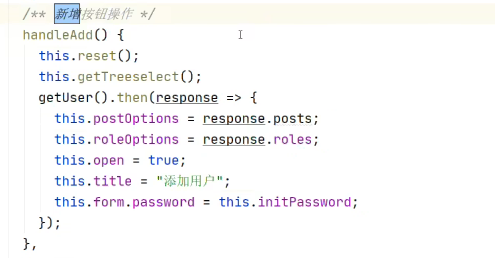 /** 新增按钮操作 */
handleAdd() {
  this.reset();
  this.getTreeselect();
  getUser().then(response => {
    this.postOptions = response.posts;
    this.roleOptions = response.roles;
    this.open = true;
    this.title = "添加用户";
    this.form.password = this.initPassword;
  });
},